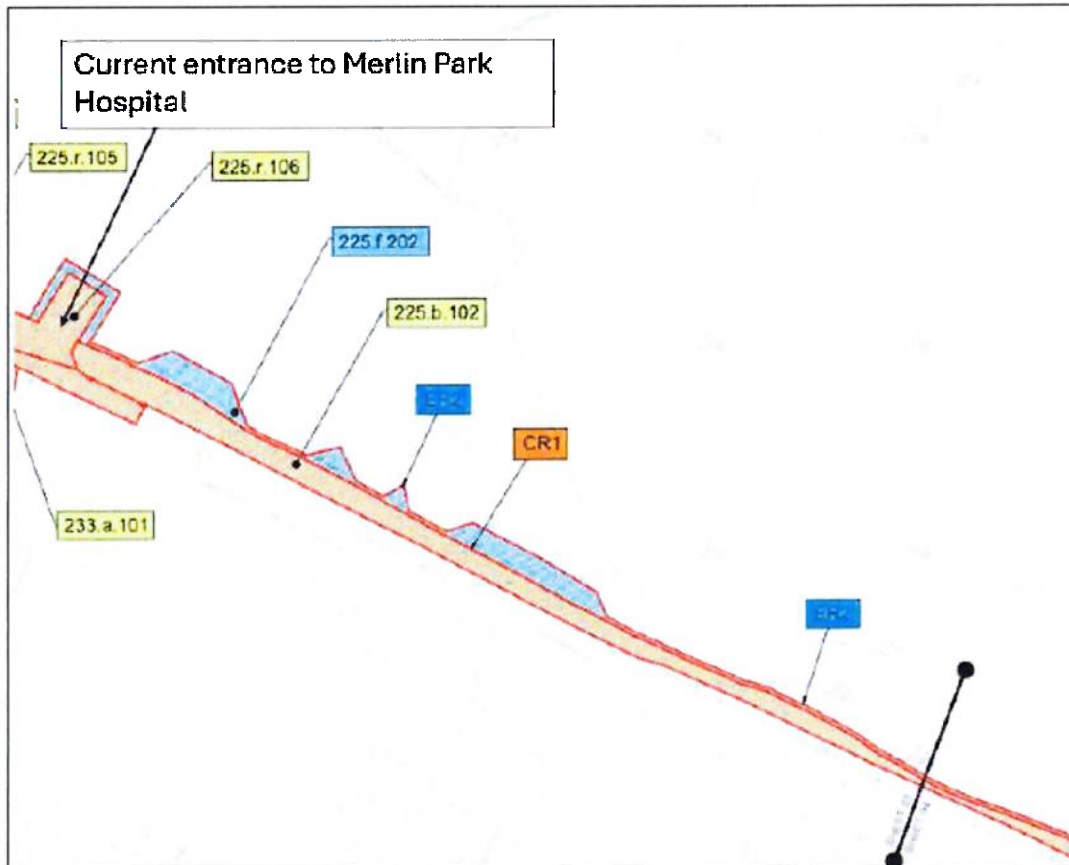 Current entrance to Merlin Park
Hospital
225.r.105
225.r.106
225.f.202
225.b.102
CR1
233.a.101